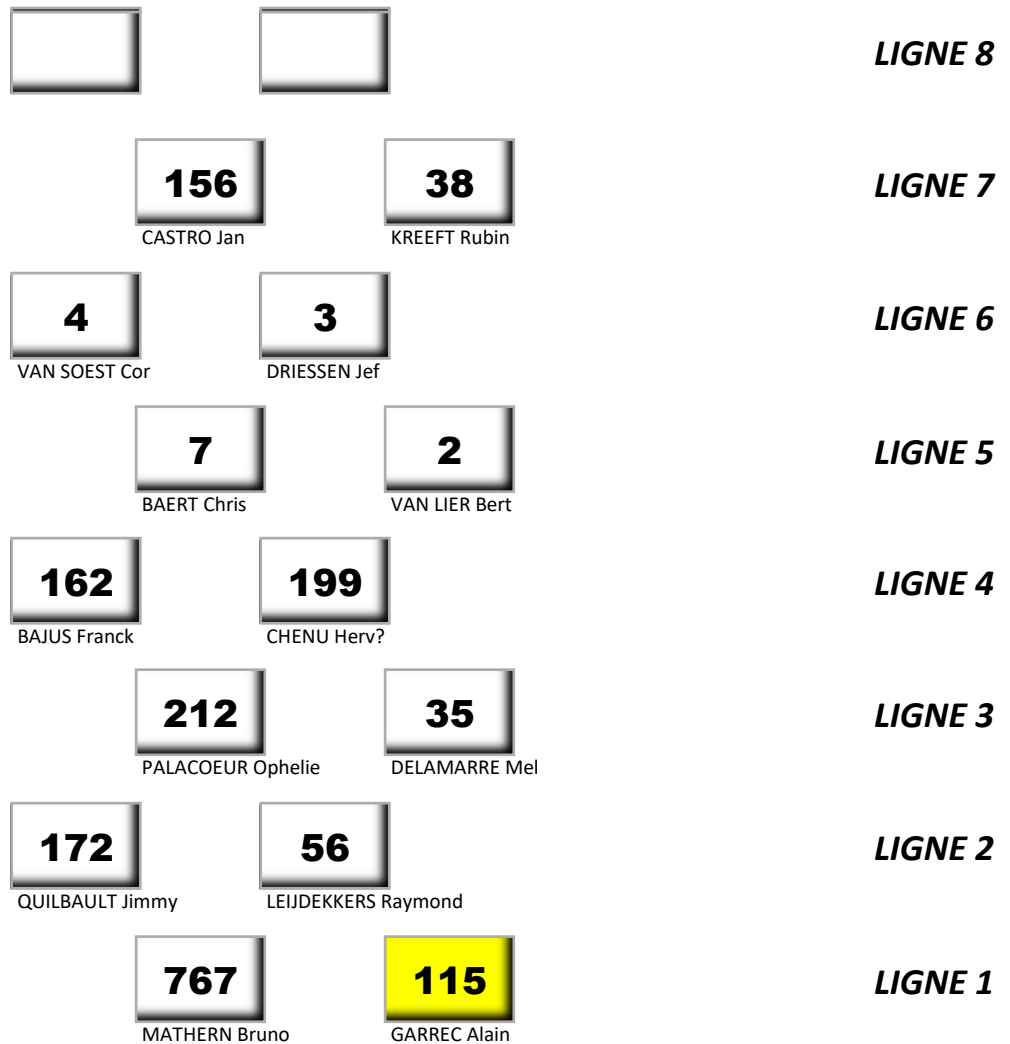 LIGNE 8
156 38 LIGNE 7
CASTRO Jan KREEFT Rubin
4 3 LIGNE 6
VAN SOEST Cor DRIESSEN Jef
7 2 LIGNE 5
BAERT Chris VAN LIER Bert
162 199 LIGNE 4
BAJUS Franck CHENU Herv?
212 35 LIGNE 3
PALACOEUR Ophelie DELAMARRE Mel
172 56 LIGNE 2
QUILBAULT Jimmy LEIJDEKKERS Raymond
767 115 LIGNE 1
MATHERN Bruno GARREC Alain